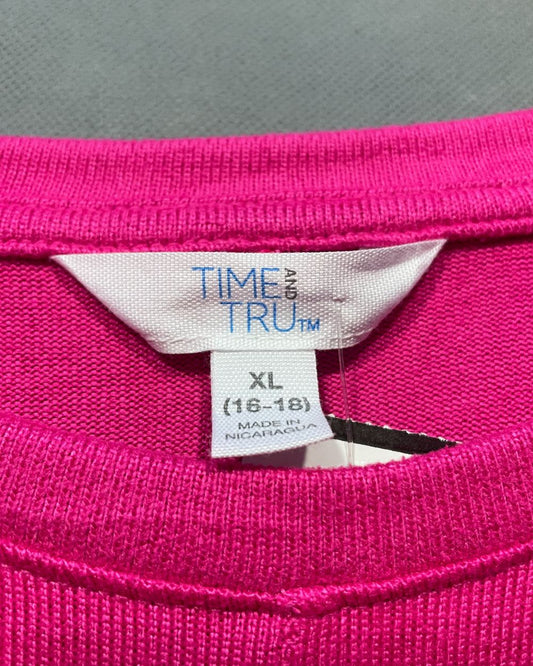 TIME AND
TRU™
XL
(16-18)
MADE IN
NICARAGUA